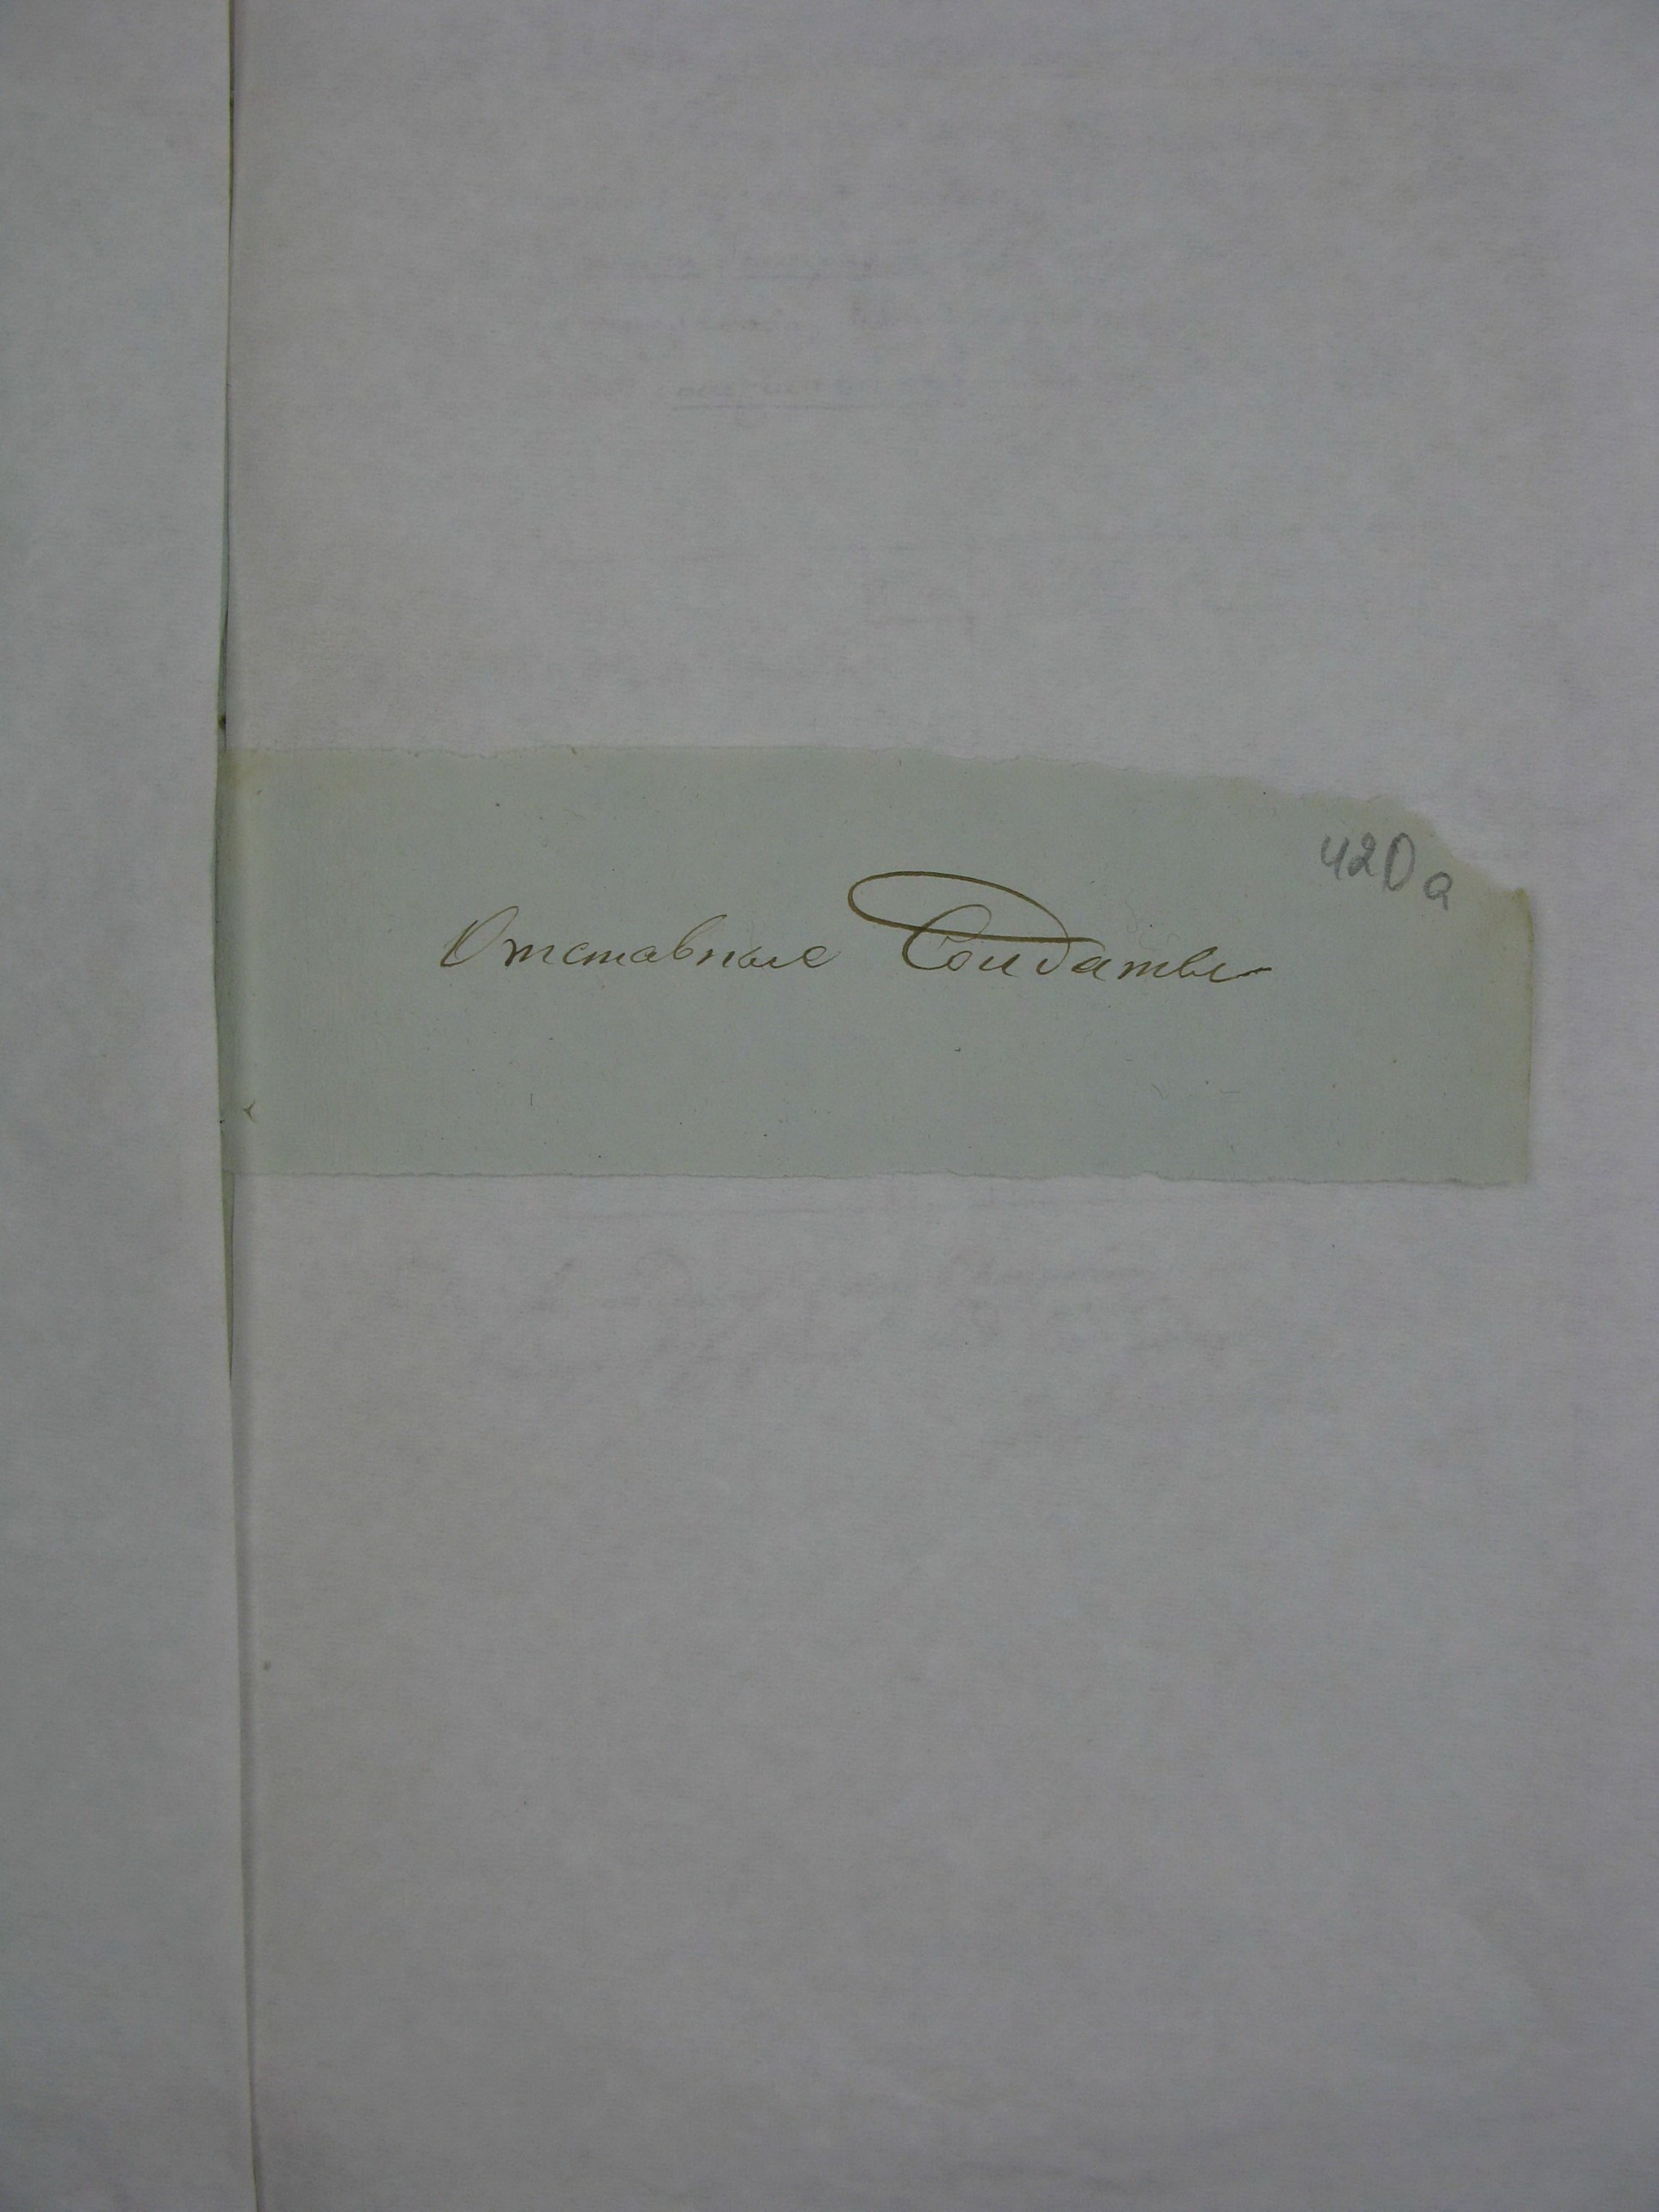 420а
Отставные Солдаты